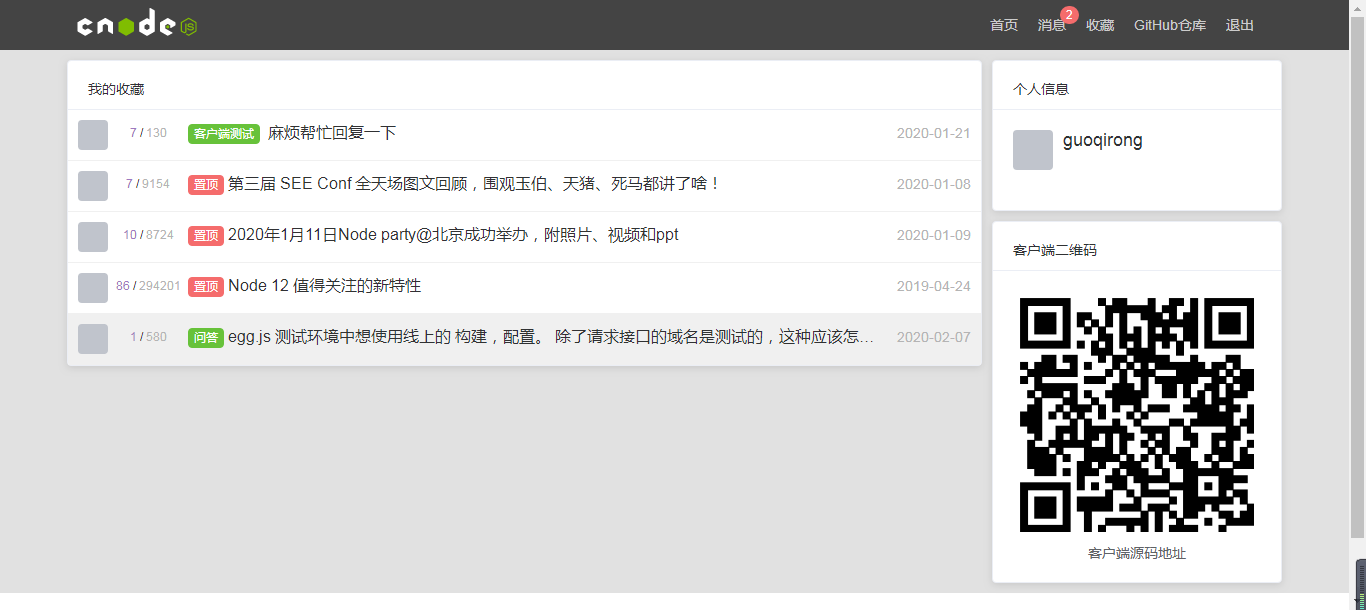 cnodejs
首页 消息 2 收藏 GitHub仓库 退出
我的收藏
7 / 130 客户端测试 麻烦帮忙回复一下 2020-01-21
7 / 9154 置顶 第三届 SEE Conf 全天场图文回顾，围观玉伯、天猪、死马都讲了啥！ 2020-01-08
10 / 8724 置顶 2020年1月11日Node party@北京成功举办，附照片、视频和ppt 2020-01-09
86 / 294201 置顶 Node 12 值得关注的新特性 2019-04-24
1 / 580 问答 egg.js 测试环境中想使用线上的 构建，配置。 除了请求接口的域名是测试的，这种应该怎... 2020-02-07
个人信息
guoqirong
客户端二维码
客户端源码地址